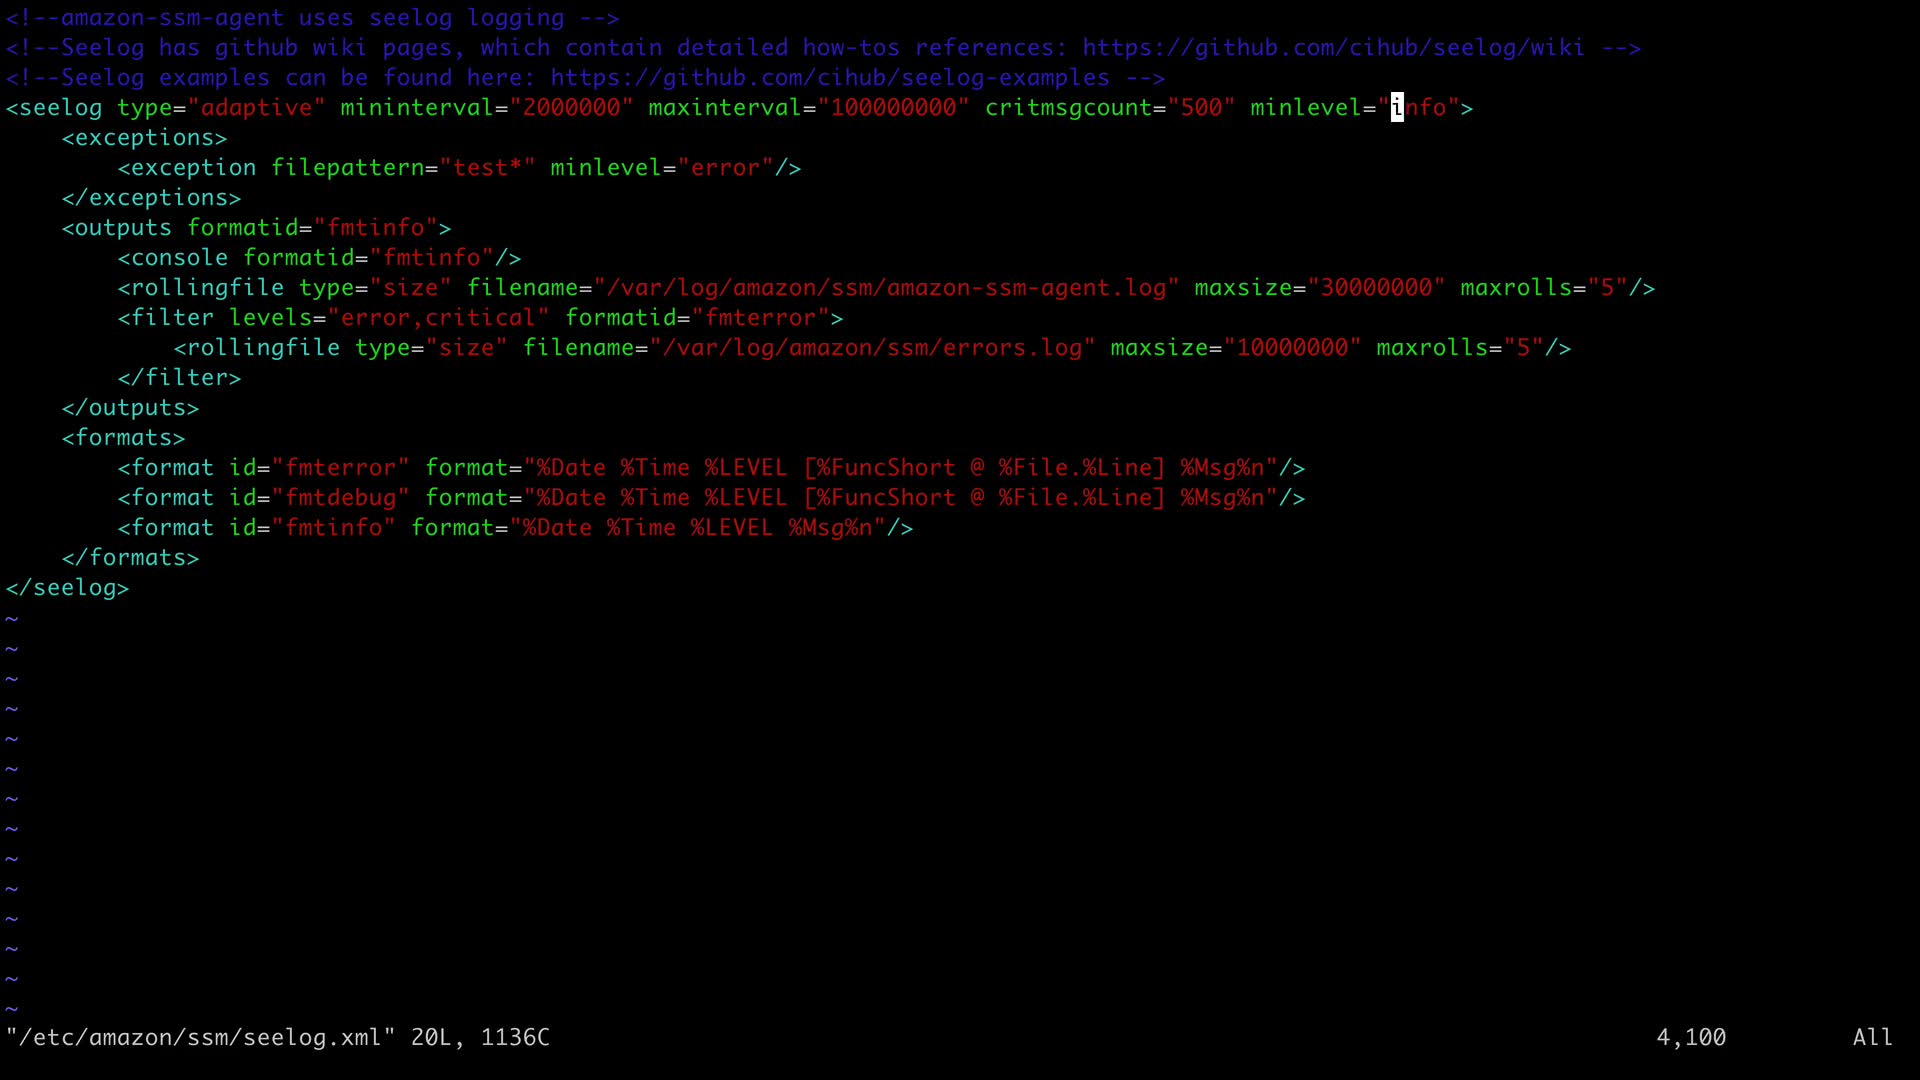 <!--amazon-ssm-agent uses seelog logging -->
<!--Seelog has github wiki pages, which contain detailed how-tos references: https://github.com/cihub/seelog/wiki -->
<!--Seelog examples can be found here: https://github.com/cihub/seelog-examples -->
<seelog type="adaptive" mininterval="2000000" maxinterval="100000000" critmsgcount="500" minlevel="info">
    <exceptions>
        <exception filepattern="test*" minlevel="error"/>
    </exceptions>
    <outputs formatid="fmtinfo">
        <console formatid="fmtinfo"/>
        <rollingfile type="size" filename="/var/log/amazon/ssm/amazon-ssm-agent.log" maxsize="30000000" maxrolls="5"/>
        <filter levels="error,critical" formatid="fmterror">
            <rollingfile type="size" filename="/var/log/amazon/ssm/errors.log" maxsize="10000000" maxrolls="5"/>
        </filter>
    </outputs>
    <formats>
        <format id="fmterror" format="%Date %Time %LEVEL [%FuncShort @ %File.%Line] %Msg%n"/>
        <format id="fmtdebug" format="%Date %Time %LEVEL [%FuncShort @ %File.%Line] %Msg%n"/>
        <format id="fmtinfo" format="%Date %Time %LEVEL %Msg%n"/>
    </formats>
</seelog>
~
~
~
~
~
~
~
~
~
~
~
~
~
~
"/etc/amazon/ssm/seelog.xml" 20L, 1136C 4,100 All